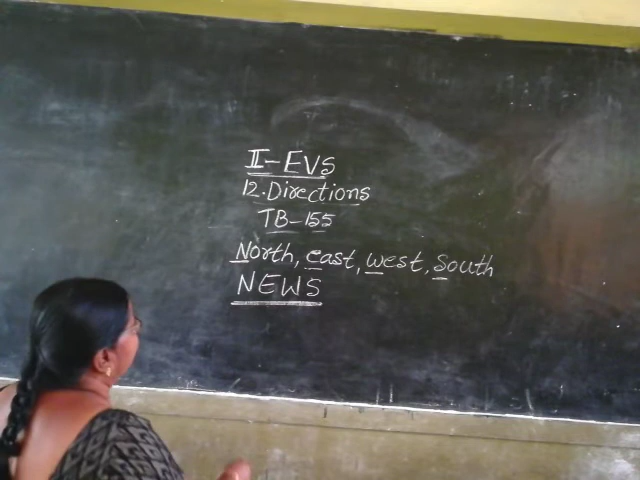 II-EVS
12. Directions
TB-155
North, east, west, south
NEWS